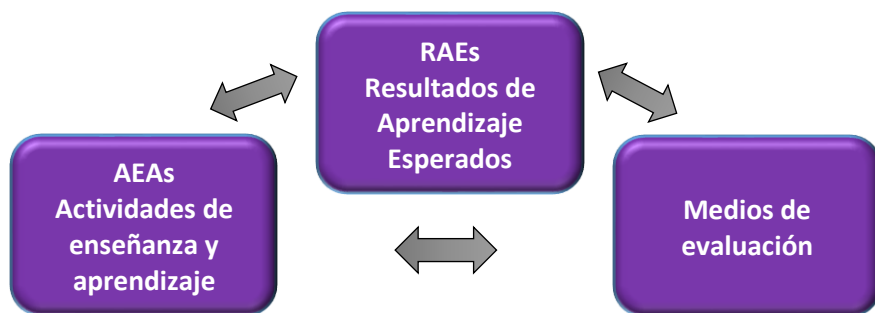 RAEs
Resultados de
Aprendizaje
Esperados
AEAs
Actividades de
enseñanza y
aprendizaje
Medios de
evaluación